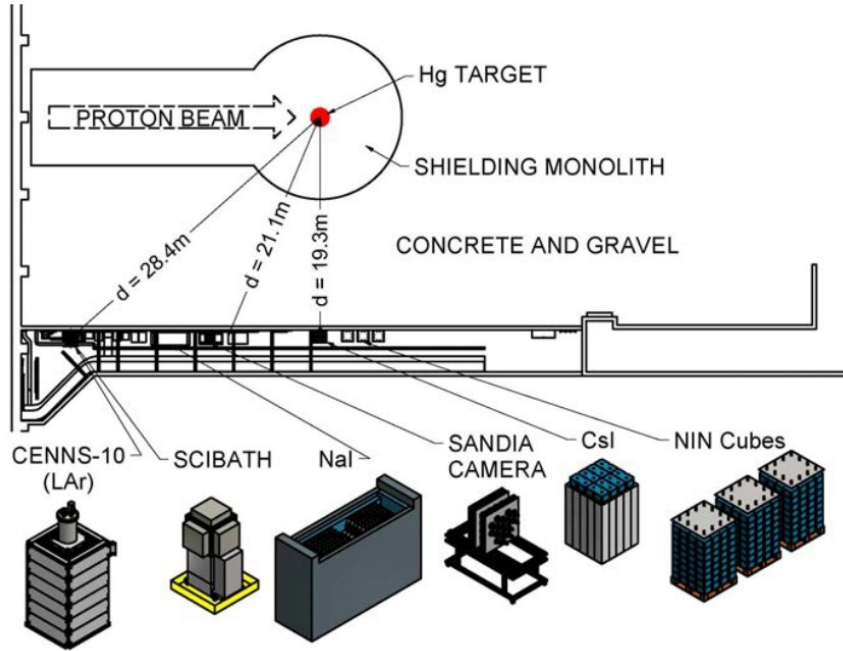 Hg TARGET
PROTON BEAM
SHIELDING MONOLITH
d = 28.4m
d = 21.1m
d = 19.3m
CONCRETE AND GRAVEL
CENNS-10
(LAr)
SCIBATH
NaI
SANDIA
CAMERA
CsI
NIN Cubes